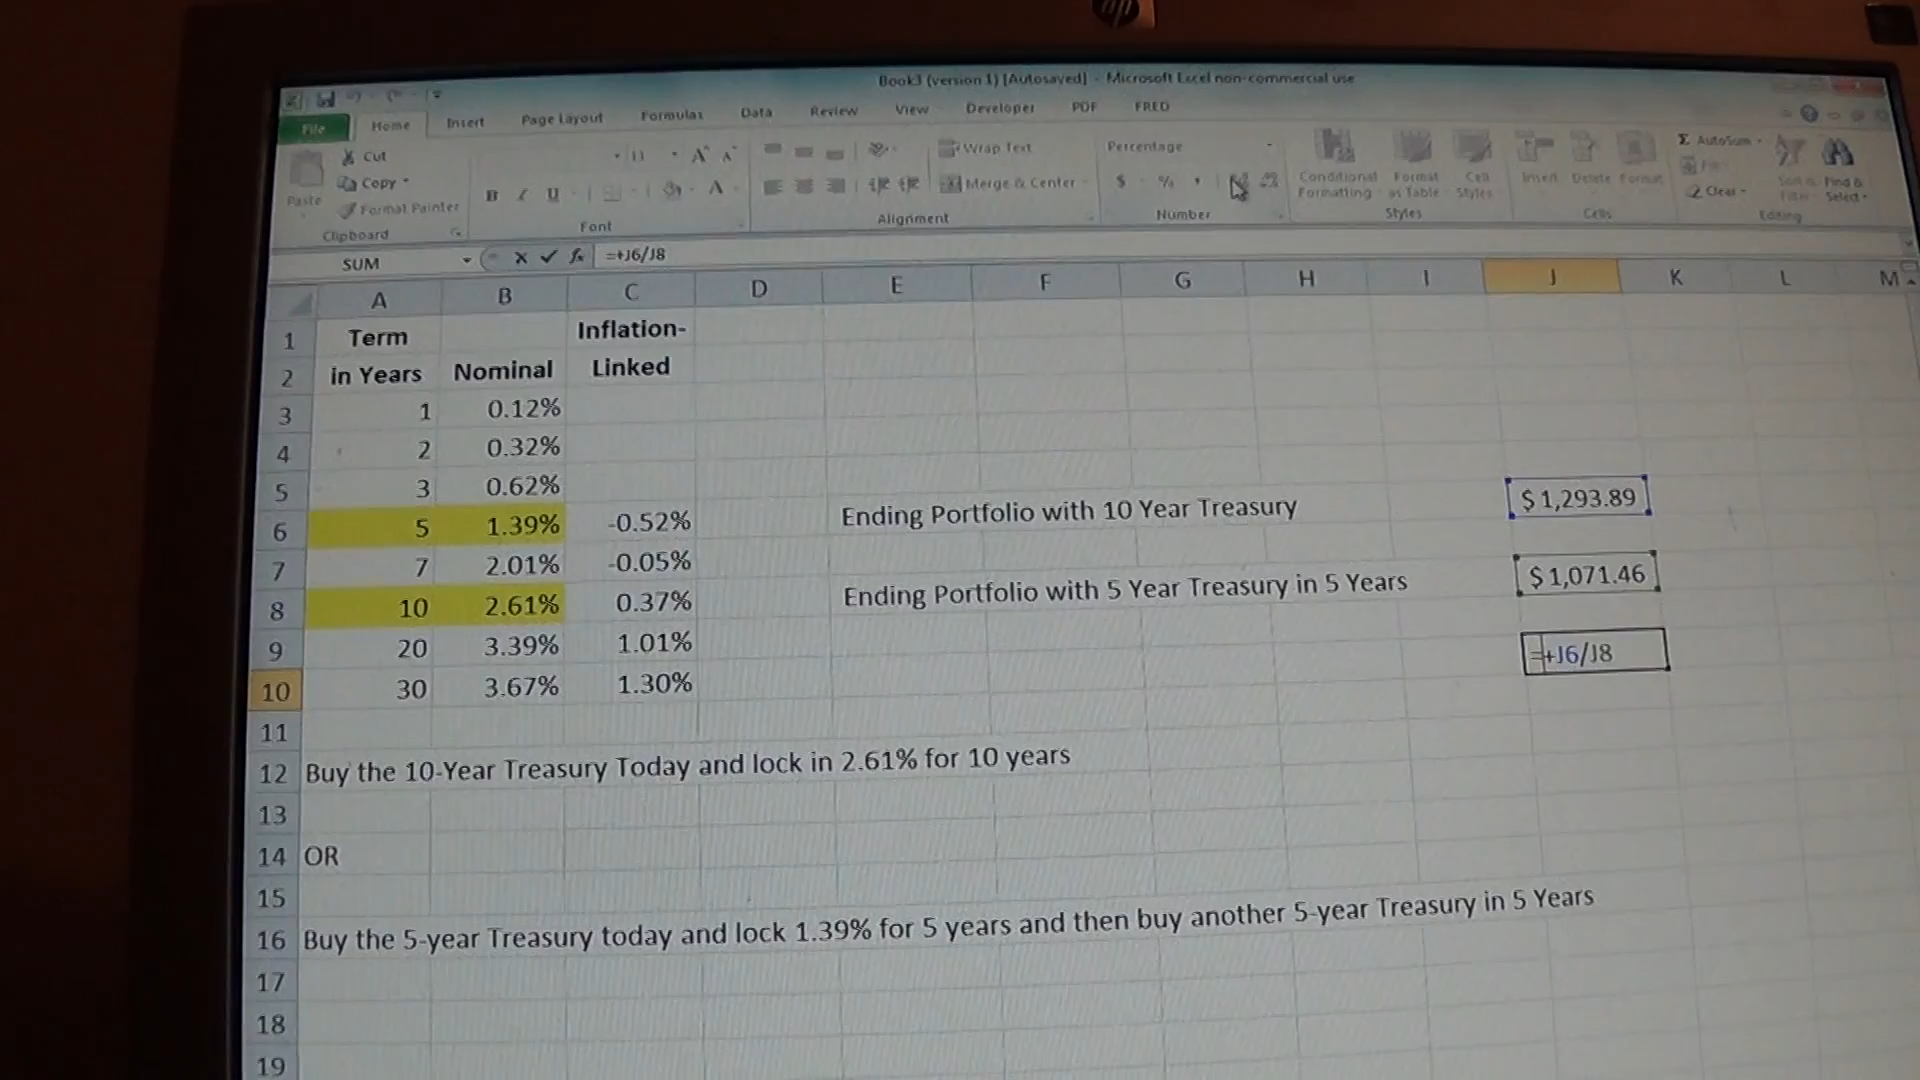 hp
Book3 (version 1) [Autosaved] - Microsoft Excel non-commercial use
File Home Insert Page Layout Formulas Data Review View Developer PDF FRED
Cut
Copy
Format Painter
Paste
Clipboard
11 A A
B I U A
Font
Wrap Text
Merge & Center
Alignment
Percentage
$ % ,
Number
Conditional Formatting
Format as Table
Cell Styles
Styles
Insert Delete Format
Cells
Σ AutoSum
Clear
Find & Select
Editing
SUM fx =+J6/J8
A B C D E F G H I J K L M
1 Term Inflation-
2 in Years Nominal Linked
3 1 0.12%
4 2 0.32%
5 3 0.62%
6 5 1.39% -0.52% Ending Portfolio with 10 Year Treasury $ 1,293.89
7 7 2.01% -0.05%
8 10 2.61% 0.37% Ending Portfolio with 5 Year Treasury in 5 Years $ 1,071.46
9 20 3.39% 1.01%
10 30 3.67% 1.30% =+J6/J8
11
12 Buy the 10-Year Treasury Today and lock in 2.61% for 10 years
13
14 OR
15
16 Buy the 5-year Treasury today and lock 1.39% for 5 years and then buy another 5-year Treasury in 5 Years
17
18
19